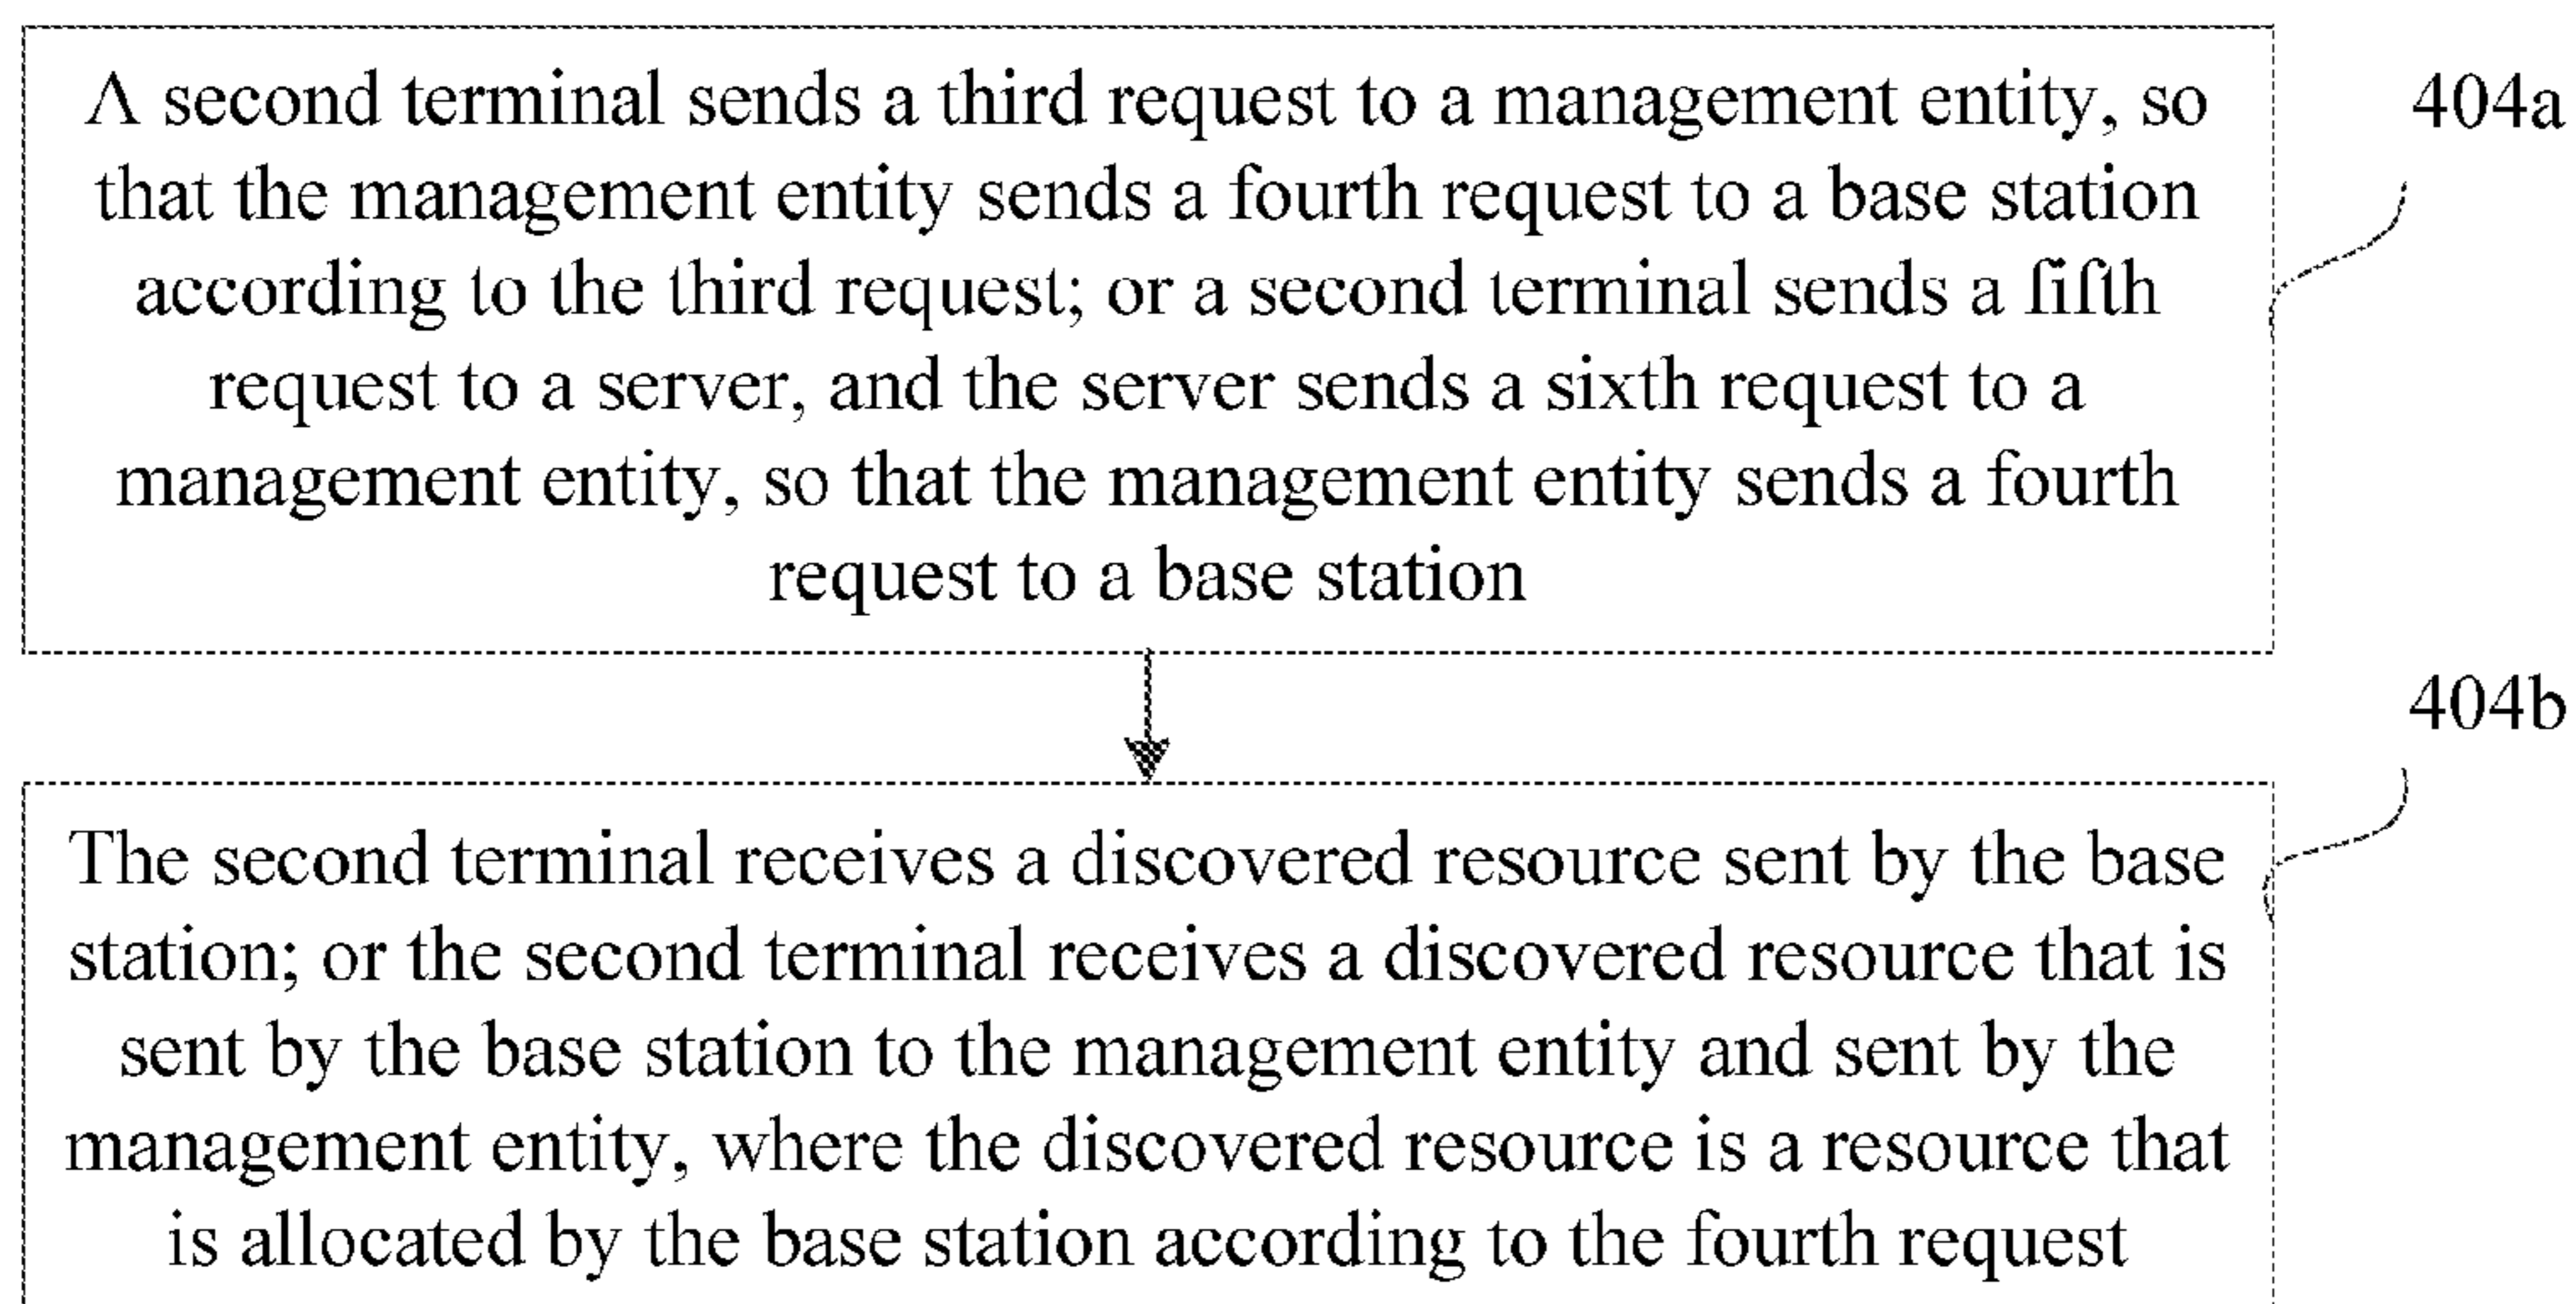 A second terminal sends a third request to a management entity, so
404a
that the management entity sends a fourth request to a base station
according to the third request; or a second terminal sends a fifth
request to a server, and the server sends a sixth request to a
management entity, so that the management entity sends a fourth
request to a base station
404b
The second terminal receives a discovered resource sent by the base
station; or the second terminal receives a discovered resource that is
sent by the base station to the management entity and sent by the
management entity, where the discovered resource is a resource that
is allocated by the base station according to the fourth request